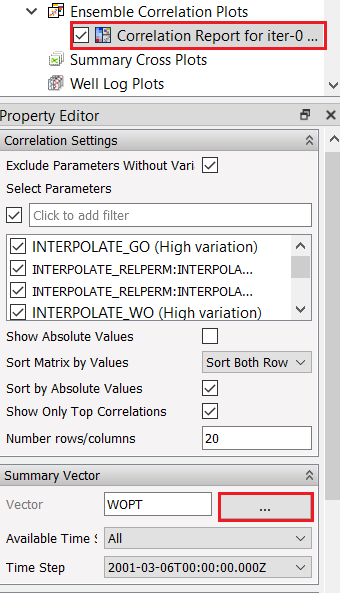 Ensemble Correlation Plots
Correlation Report for iter-0 ...
Summary Cross Plots
Well Log Plots
Property Editor
Correlation Settings
Exclude Parameters Without Vari
Select Parameters
Click to add filter
INTERPOLATE_GO (High variation)
INTERPOLATE_RELPERM:INTERPOLA...
INTERPOLATE_RELPERM:INTERPOLA...
INTERPOLATE_WO (High variation)
Show Absolute Values
Sort Matrix by Values Sort Both Row
Sort by Absolute Values
Show Only Top Correlations
Number rows/columns 20
Summary Vector
Vector WOPT ...
Available Time S All
Time Step 2001-03-06T00:00:00.000Z